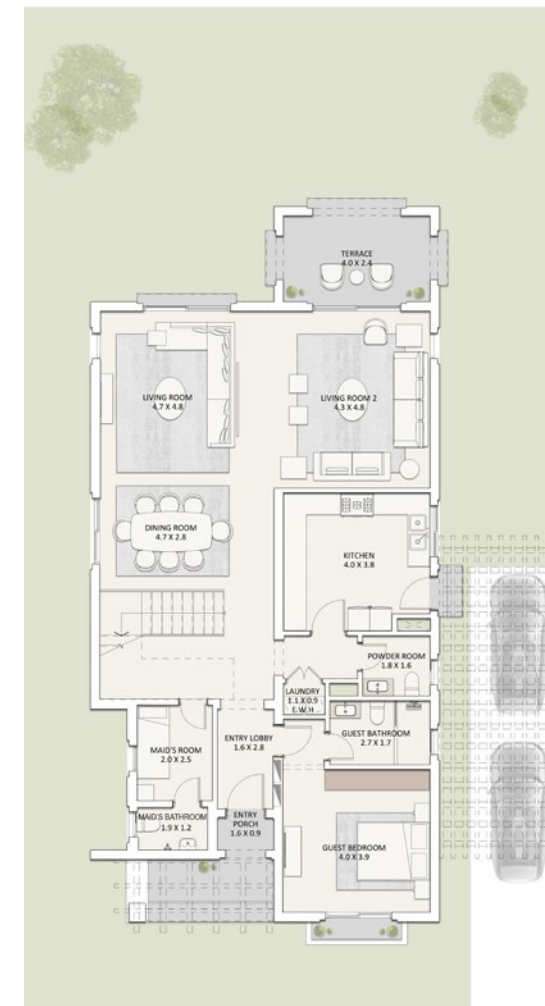 TERRACE
4.0 X 2.4
LIVING ROOM
4.7 X 4.8
LIVING ROOM 2
4.3 X 4.8
DINING ROOM
4.7 X 2.8
KITCHEN
4.0 X 3.8
POWDER ROOM
1.8 X 1.6
LAUNDRY
1.1 X 0.9
E.W.H
MAID'S ROOM
2.0 X 2.5
ENTRY LOBBY
1.6 X 2.8
GUEST BATHROOM
2.7 X 1.7
MAID'S BATHROOM
1.9 X 1.2
ENTRY
PORCH
1.6 X 0.9
GUEST BEDROOM
4.0 X 3.9